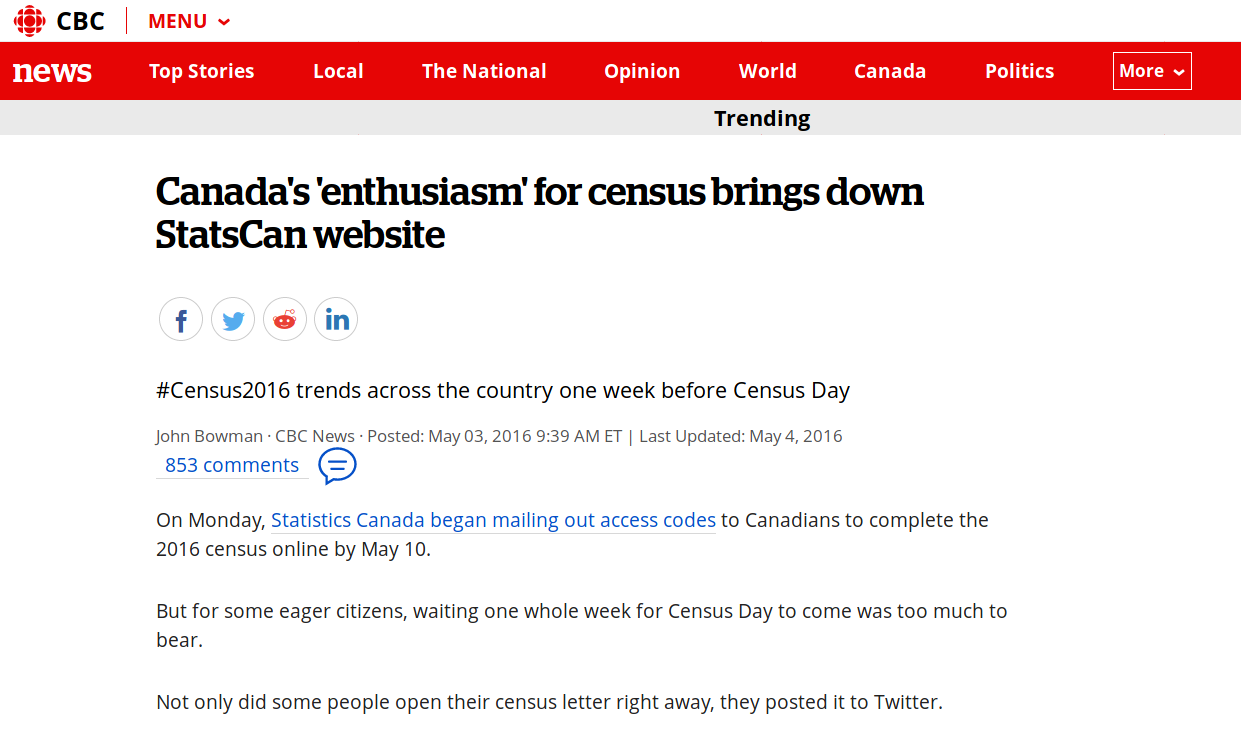 CBC MENU
news Top Stories Local The National Opinion World Canada Politics More
Trending
Canada's 'enthusiasm' for census brings down
StatsCan website
#Census2016 trends across the country one week before Census Day
John Bowman · CBC News · Posted: May 03, 2016 9:39 AM ET | Last Updated: May 4, 2016
853 comments
On Monday, Statistics Canada began mailing out access codes to Canadians to complete the
2016 census online by May 10.
But for some eager citizens, waiting one whole week for Census Day to come was too much to
bear.
Not only did some people open their census letter right away, they posted it to Twitter.